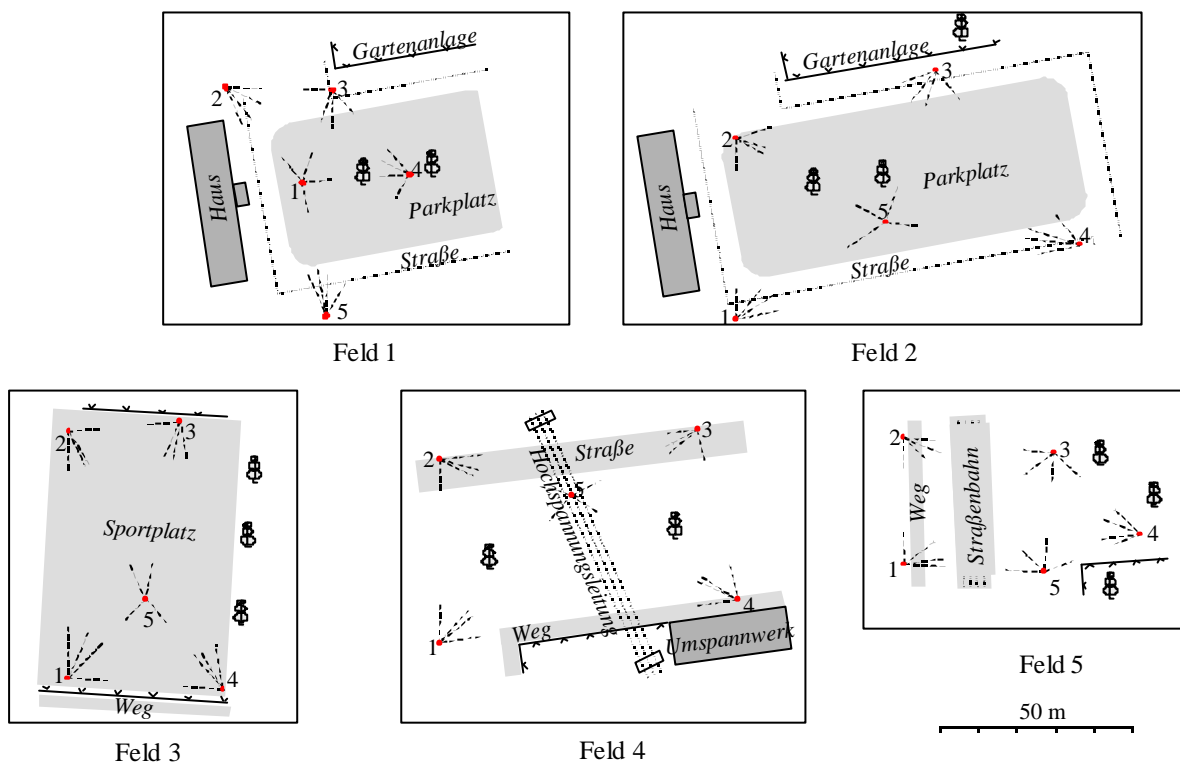 Gartenanlage
2
3
Haus
1
4
Parkplatz
Straße
5
Feld 1
Gartenanlage
3
2
Haus
Parkplatz
5
4
Straße
1
Feld 2
2
3
Sportplatz
5
1
4
Weg
Feld 3
2
3
Straße
Hochspannungsleitung
1
4
Weg
Umspannwerk
Feld 4
2
3
Weg
Straßenbahn
4
1
5
Feld 5
50 m